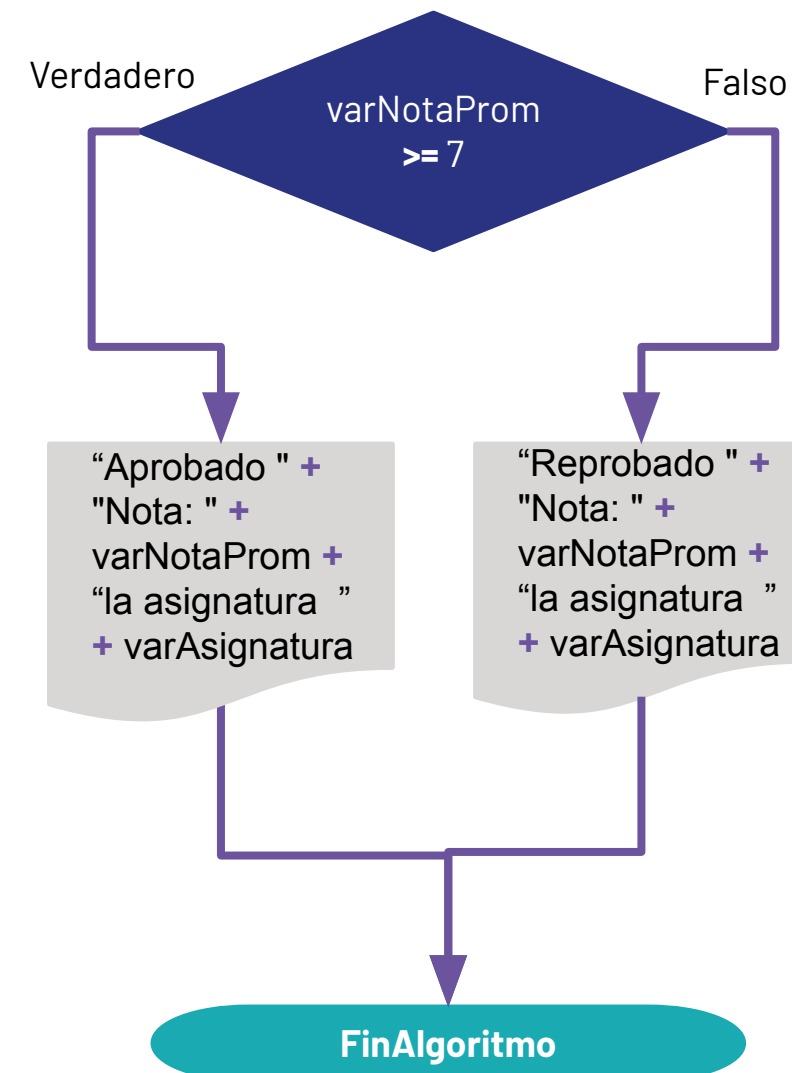 Verdadero
Falso
varNotaProm
>= 7
“Aprobado " +
"Nota: " +
varNotaProm +
“la asignatura  ”
+ varAsignatura
“Reprobado " +
"Nota: " +
varNotaProm +
“la asignatura  ”
+ varAsignatura
FinAlgoritmo